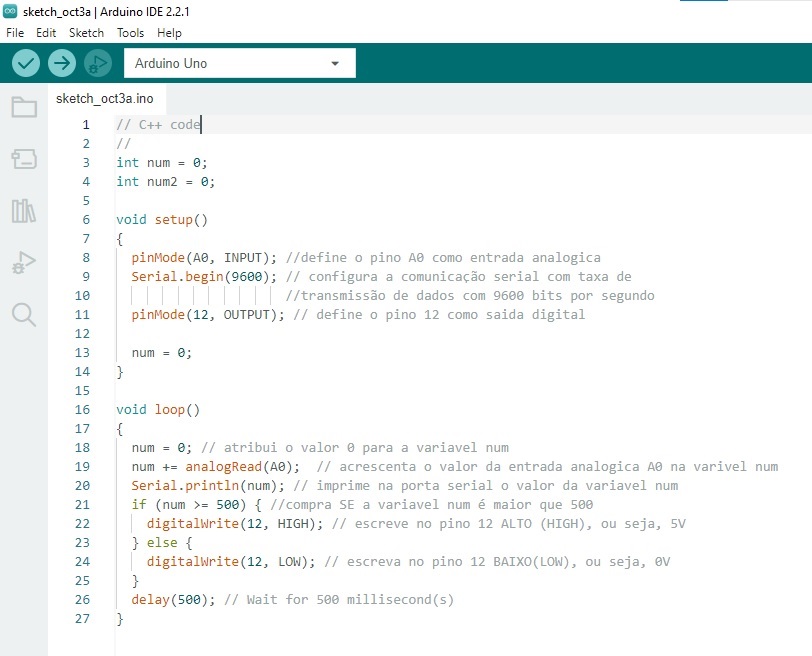 sketch_oct3a | Arduino IDE 2.2.1
File Edit Sketch Tools Help
Arduino Uno
sketch_oct3a.ino
1 // C++ code
2 //
3 int num = 0;
4 int num2 = 0;
5
6 void setup()
7 {
8 pinMode(A0, INPUT); //define o pino A0 como entrada analogica
9 Serial.begin(9600); // configura a comunicação serial com taxa de
10 //transmissão de dados com 9600 bits por segundo
11 pinMode(12, OUTPUT); // define o pino 12 como saida digital
12
13 num = 0;
14 }
15
16 void loop()
17 {
18 num = 0; // atribui o valor 0 para a variavel num
19 num += analogRead(A0); // acrescenta o valor da entrada analogica A0 na varivel num
20 Serial.println(num); // imprime na porta serial o valor da variavel num
21 if (num >= 500) { //compra SE a variavel num é maior que 500
22 digitalWrite(12, HIGH); // escreve no pino 12 ALTO (HIGH), ou seja, 5V
23 } else {
24 digitalWrite(12, LOW); // escreva no pino 12 BAIXO(LOW), ou seja, 0V
25 }
26 delay(500); // Wait for 500 millisecond(s)
27 }